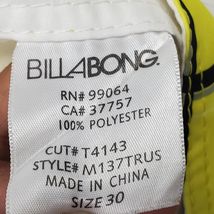 BILLABONG
RN# 99064
CA# 37757
100% POLYESTER
CUT# T4143
STYLE# M137TRUS
MADE IN CHINA
SIZE 30